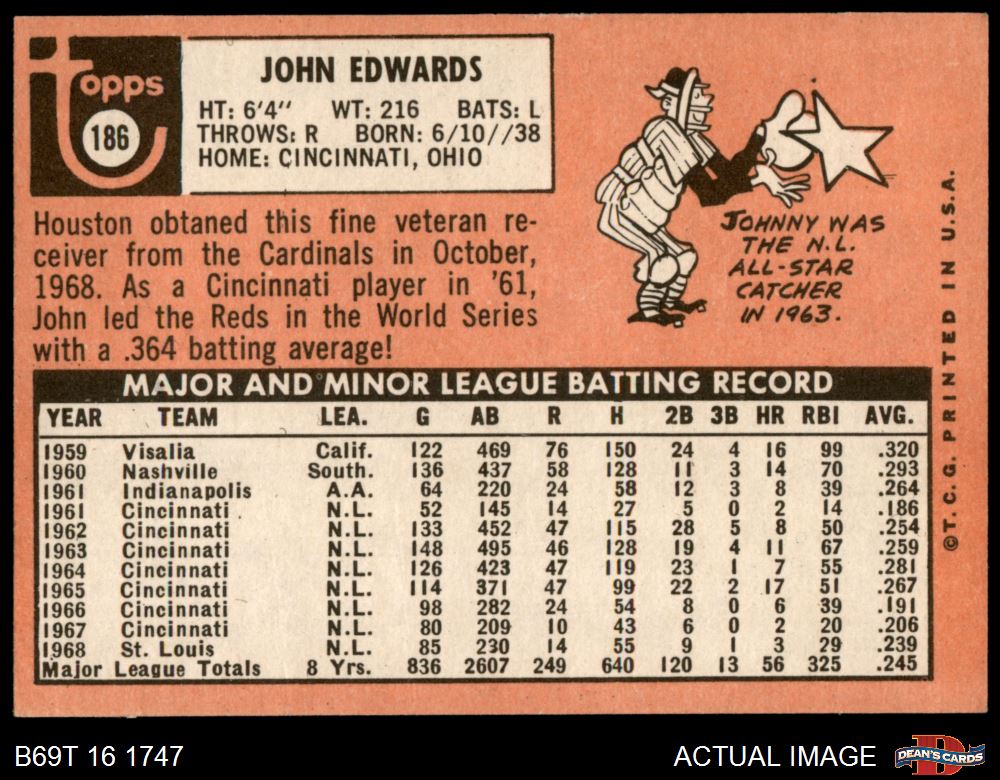 topps
186
JOHN EDWARDS
HT: 6'4" WT: 216 BATS: L
THROWS: R BORN: 6/10//38
HOME: CINCINNATI, OHIO
Houston obtaned this fine veteran re-
ceiver from the Cardinals in October,
1968. As a Cincinnati player in '61,
John led the Reds in the World Series
with a .364 batting average!
JOHNNY WAS
THE N.L.
ALL-STAR
CATCHER
IN 1963.
MAJOR AND MINOR LEAGUE BATTING RECORD
YEAR TEAM LEA. G AB R H 2B 3B HR RBI AVG.
1959 Visalia Calif. 122 469 76 150 24 4 16 99 .320
1960 Nashville South. 136 437 58 128 11 3 14 70 .293
1961 Indianapolis A.A. 64 220 24 58 12 3 8 39 .264
1961 Cincinnati N.L. 52 145 14 27 5 0 2 14 .186
1962 Cincinnati N.L. 133 452 47 115 28 5 8 50 .254
1963 Cincinnati N.L. 148 495 46 128 19 4 11 67 .259
1964 Cincinnati N.L. 126 423 47 119 23 1 7 55 .281
1965 Cincinnati N.L. 114 371 47 99 22 2 17 51 .267
1966 Cincinnati N.L. 98 282 24 54 8 0 6 39 .191
1967 Cincinnati N.L. 80 209 10 43 6 0 2 20 .206
1968 St. Louis N.L. 85 230 14 55 9 1 3 29 .239
Major League Totals 8 Yrs. 836 2607 249 640 120 13 56 325 .245
©T.C.G. PRINTED IN U.S.A.
B69T 16 1747
ACTUAL IMAGE
DEAN'S CARDS